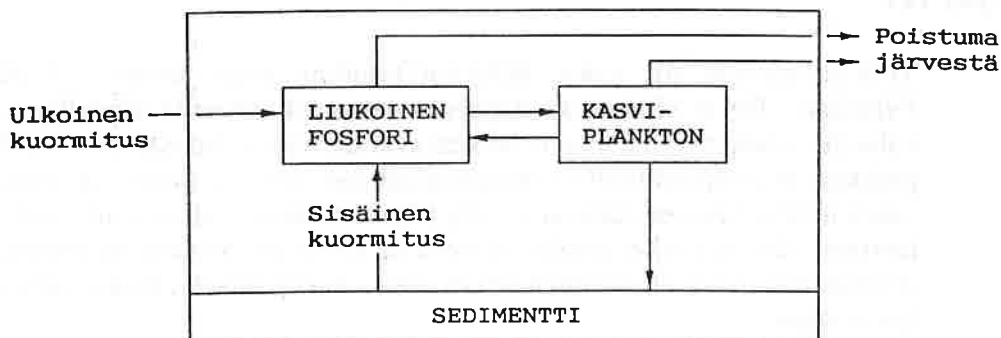 Poistuma
järvestä
Ulkoinen
kuormitus
LIUKOINEN
FOSFORI
KASVI-
PLANKTON
Sisäinen
kuormitus
SEDIMENTTI